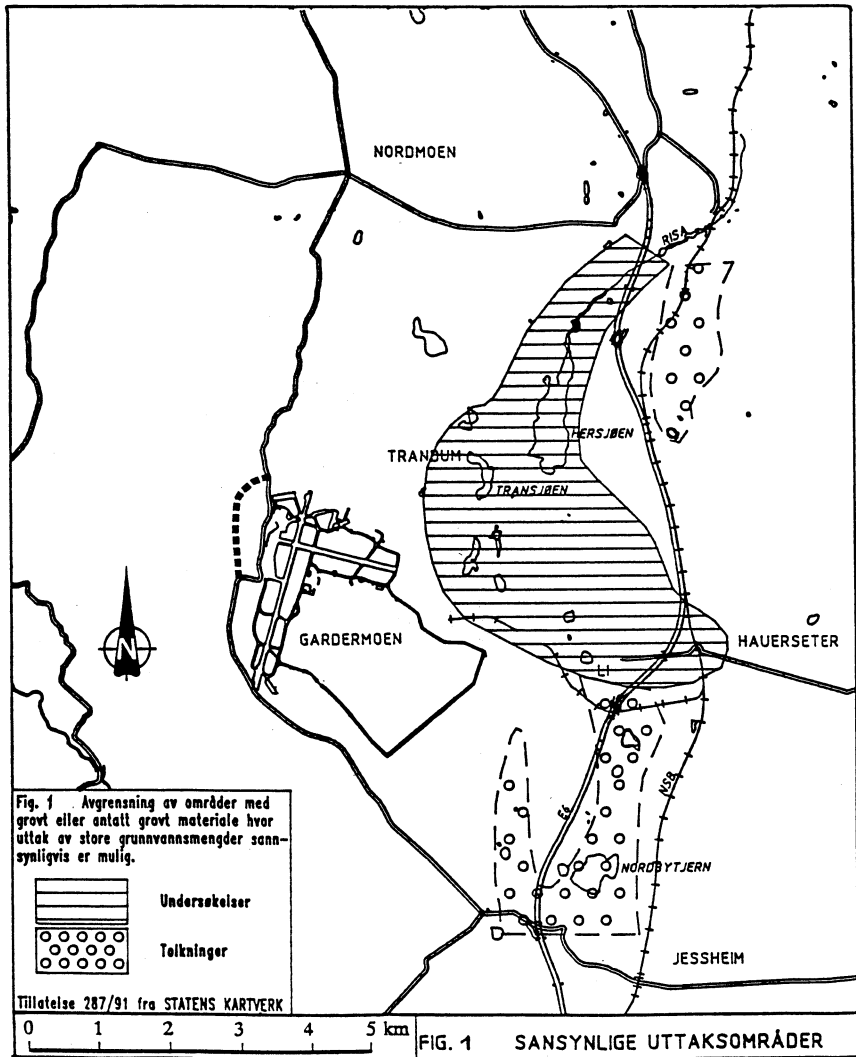 NORDMOEN
RISA
HERSJØEN
TRANDUM
TRANSJØEN
GARDERMOEN
HAUERSETER
LI
N
NSB
E6
NORDBYTJERN
JESSHEIM
Fig. 1 Avgrensning av områder med
grovt eller antatt grovt materiale hvor
uttak av store grunnvannsmengder sann-
synligvis er mulig.
Undersøkelser
Tolkninger
Tillatelse 287/91 fra STATENS KARTVERK
0 1 2 3 4 5 km
FIG. 1 SANSYNLIGE UTTAKSOMRÅDER